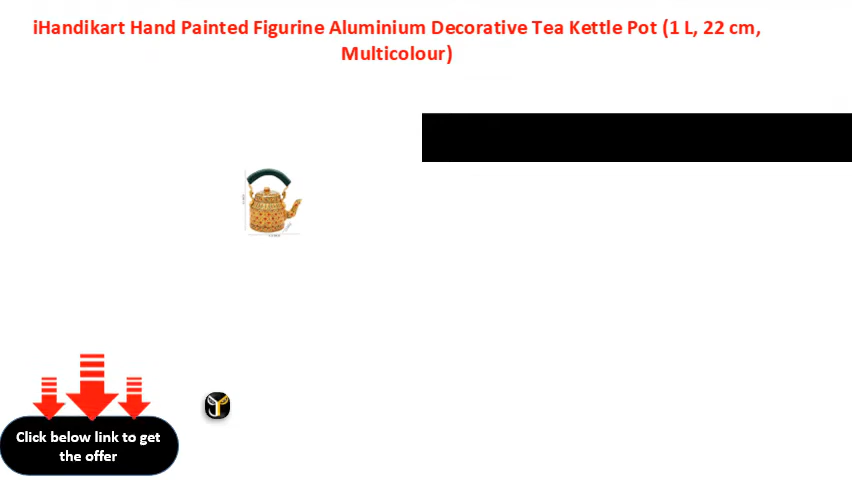 iHandikart Hand Painted Figurine Aluminium Decorative Tea Kettle Pot (1 L, 22 cm,
Multicolour)
Click below link to get
the offer